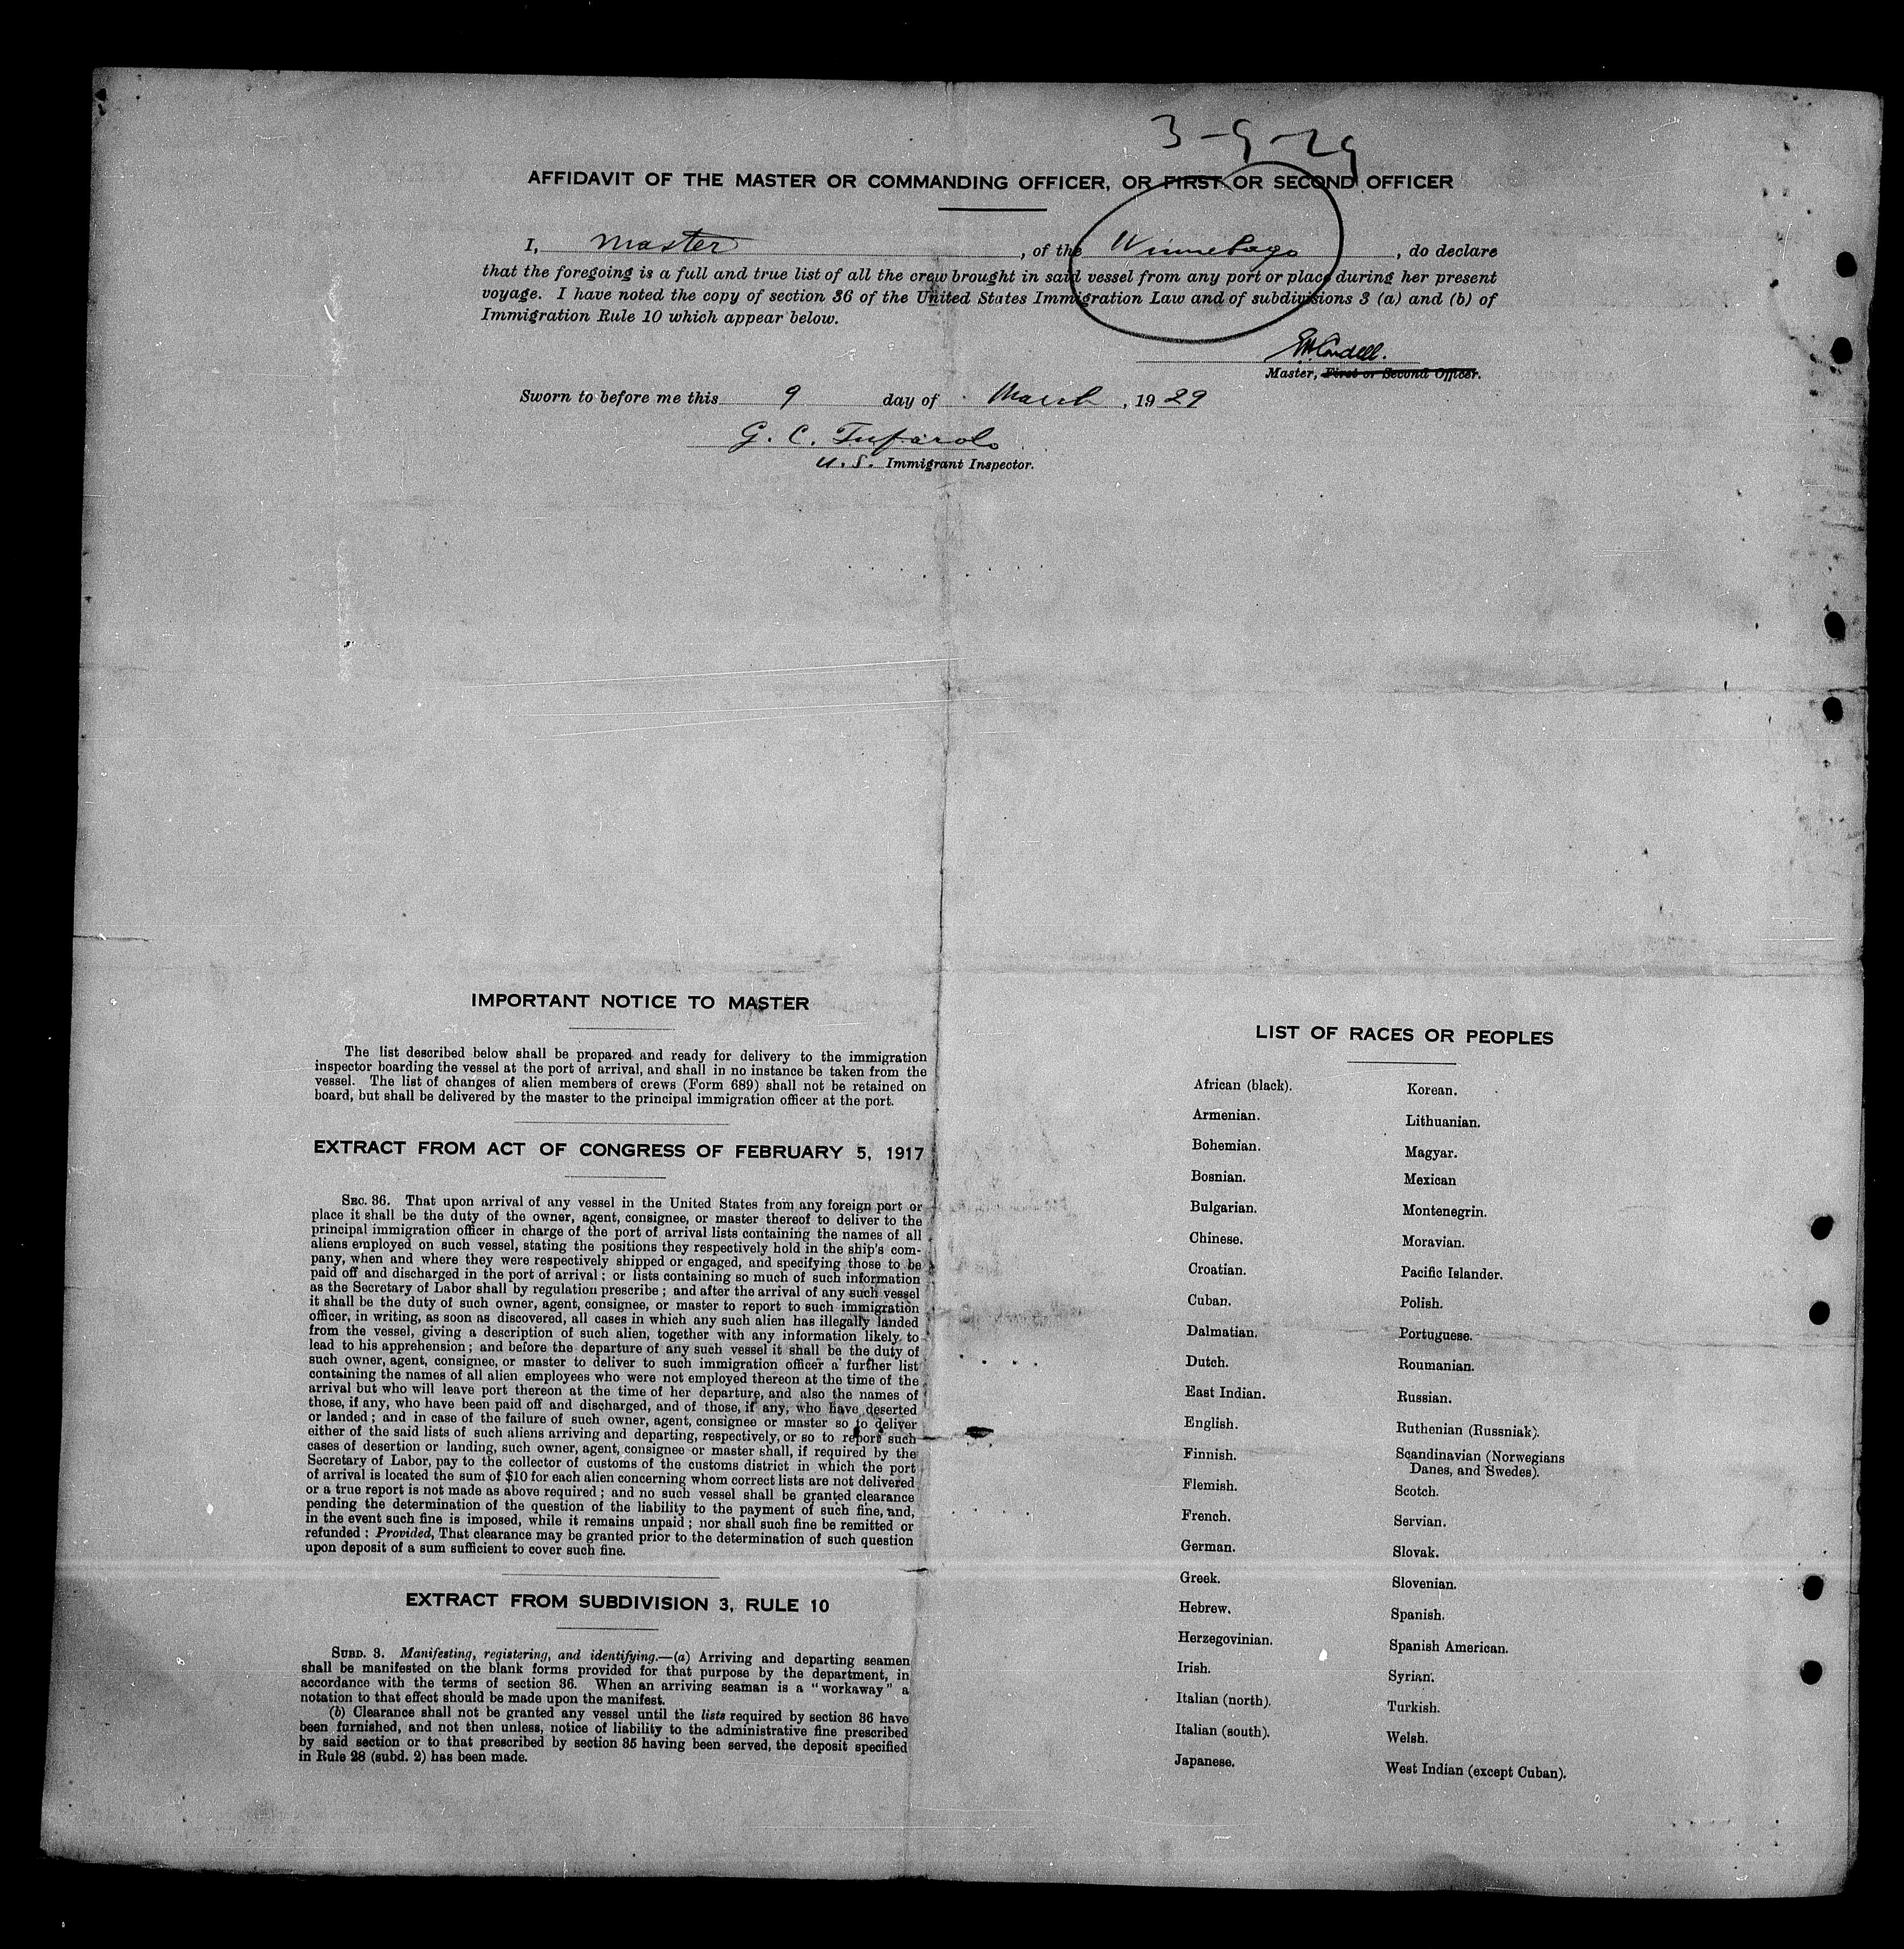 3-9-29
AFFIDAVIT OF THE MASTER OR COMMANDING OFFICER, OR FIRST OR SECOND OFFICER
I, Master, of the Winnebago, do declare
that the foregoing is a full and true list of all the crew brought in said vessel from any port or place during her present
voyage. I have noted the copy of section 36 of the United States Immigration Law and of subdivisions 3 (a) and (b) of
Immigration Rule 10 which appear below.
Master, First or Second Officer.
Sworn to before me this 9 day of March, 1929
G. C.
U. S. Immigrant Inspector.
IMPORTANT NOTICE TO MASTER
The list described below shall be prepared and ready for delivery to the immigration
inspector boarding the vessel at the port of arrival, and shall in no instance be taken from the
vessel. The list of changes of alien members of crews (Form 689) shall not be retained on
board, but shall be delivered by the master to the principal immigration officer at the port.
EXTRACT FROM ACT OF CONGRESS OF FEBRUARY 5, 1917
SEC. 36. That upon arrival of any vessel in the United States from any foreign port or
place it shall be the duty of the owner, agent, consignee, or master thereof to deliver to the
principal immigration officer in charge of the port of arrival lists containing the names of all
aliens employed on such vessel, stating the positions they respectively hold in the ship's com-
pany, when and where they were respectively shipped or engaged, and specifying those to be
paid off and discharged in the port of arrival; or lists containing so much of such information
as the Secretary of Labor shall by regulation prescribe; and after the arrival of any such vessel
it shall be the duty of such owner, agent, consignee, or master to report to such immigration
officer, in writing, as soon as discovered, all cases in which any such alien has illegally landed
from the vessel, giving a description of such alien, together with any information likely to
lead to his apprehension; and before the departure of any such vessel it shall be the duty of
such owner, agent, consignee, or master to deliver to such immigration officer a further list
containing the names of all alien employees who were not employed thereon at the time of the
arrival but who will leave port thereon at the time of her departure, and also the names of
those, if any, who have been paid off and discharged, and of those, if any, who have deserted
or landed; and in case of the failure of such owner, agent, consignee or master so to deliver
either of the said lists of such aliens arriving and departing, respectively, or so to report such
cases of desertion or landing, such owner, agent, consignee or master shall, if required by the
Secretary of Labor, pay to the collector of customs of the customs district in which the port
of arrival is located the sum of $10 for each alien concerning whom correct lists are not delivered
or a true report is not made as above required; and no such vessel shall be granted clearance
pending the determination of the question of the liability to the payment of such fine, and,
in the event such fine is imposed, while it remains unpaid; nor shall such fine be remitted or
refunded: Provided, That clearance may be granted prior to the determination of such question
upon deposit of a sum sufficient to cover such fine.
EXTRACT FROM SUBDIVISION 3, RULE 10
SUBD. 3. Manifesting, registering, and identifying.—(a) Arriving and departing seamen
shall be manifested on the blank forms provided for that purpose by the department, in
accordance with the terms of section 36. When an arriving seaman is a "workaway" a
notation to that effect should be made upon the manifest.
(b) Clearance shall not be granted any vessel until the lists required by section 36 have
been furnished, and not then unless, notice of liability to the administrative fine prescribed
by said section or to that prescribed by section 35 having been served, the deposit specified
in Rule 28 (subd. 2) has been made.
LIST OF RACES OR PEOPLES
African (black).
Armenian.
Bohemian.
Bosnian.
Bulgarian.
Chinese.
Croatian.
Cuban.
Dalmatian.
Dutch.
East Indian.
English.
Finnish.
Flemish.
French.
German.
Greek.
Hebrew.
Herzegovinian.
Irish.
Italian (north).
Italian (south).
Japanese.
Korean.
Lithuanian.
Magyar.
Mexican
Montenegrin.
Moravian.
Pacific Islander.
Polish.
Portuguese.
Roumanian.
Russian.
Ruthenian (Russniak).
Scandinavian (Norwegians
Danes, and Swedes).
Scotch.
Servian.
Slovak.
Slovenian.
Spanish.
Spanish American.
Syrian.
Turkish.
Welsh.
West Indian (except Cuban).